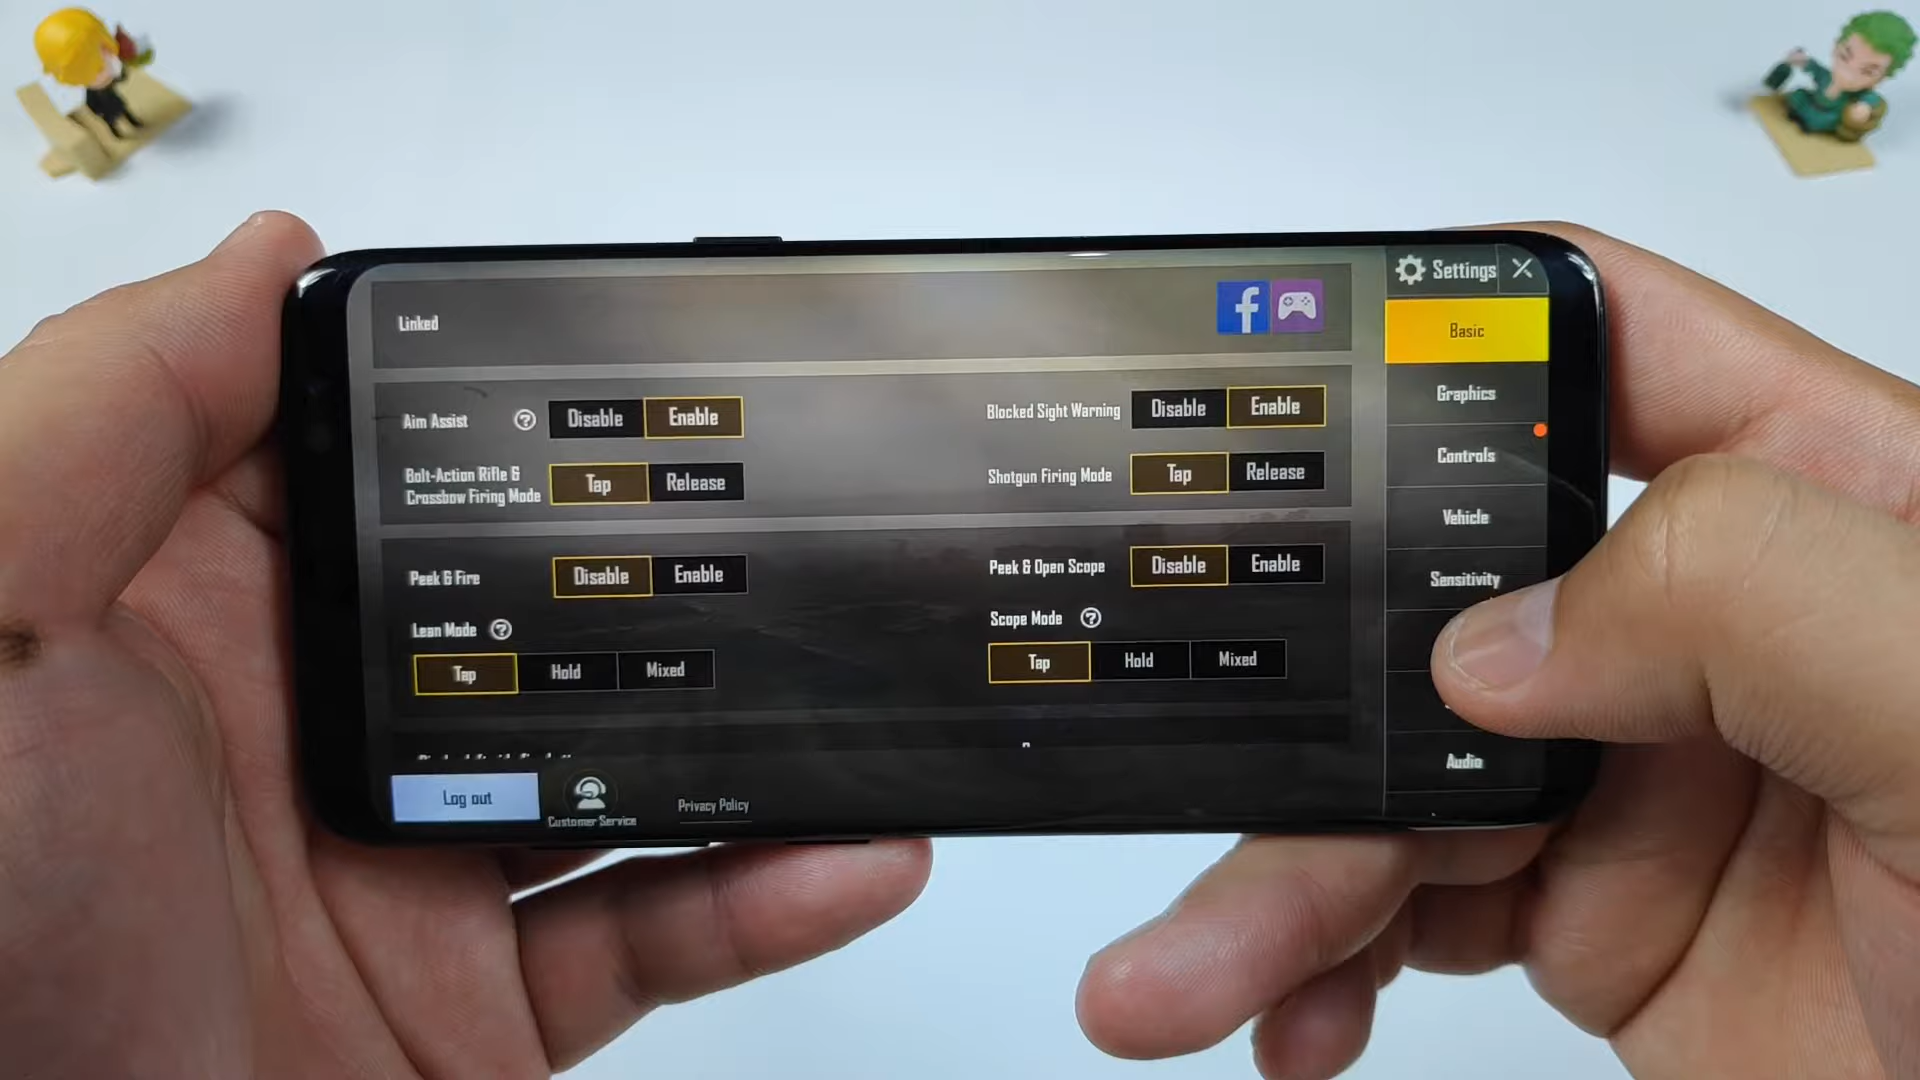 Settings
Linked
Basic
Graphics
Aim Assist ? Disable Enable
Blocked Sight Warning Disable Enable
Controls
Bolt-Action Rifle &
Crossbow Firing Mode
Tap Release
Shotgun Firing Mode Tap Release
Vehicle
Peek & Fire Disable Enable
Peek & Open Scope Disable Enable
Sensitivity
Lean Mode ?
Scope Mode ?
Tap Hold Mixed
Tap Hold Mixed
Audio
Log out
Customer Service
Privacy Policy